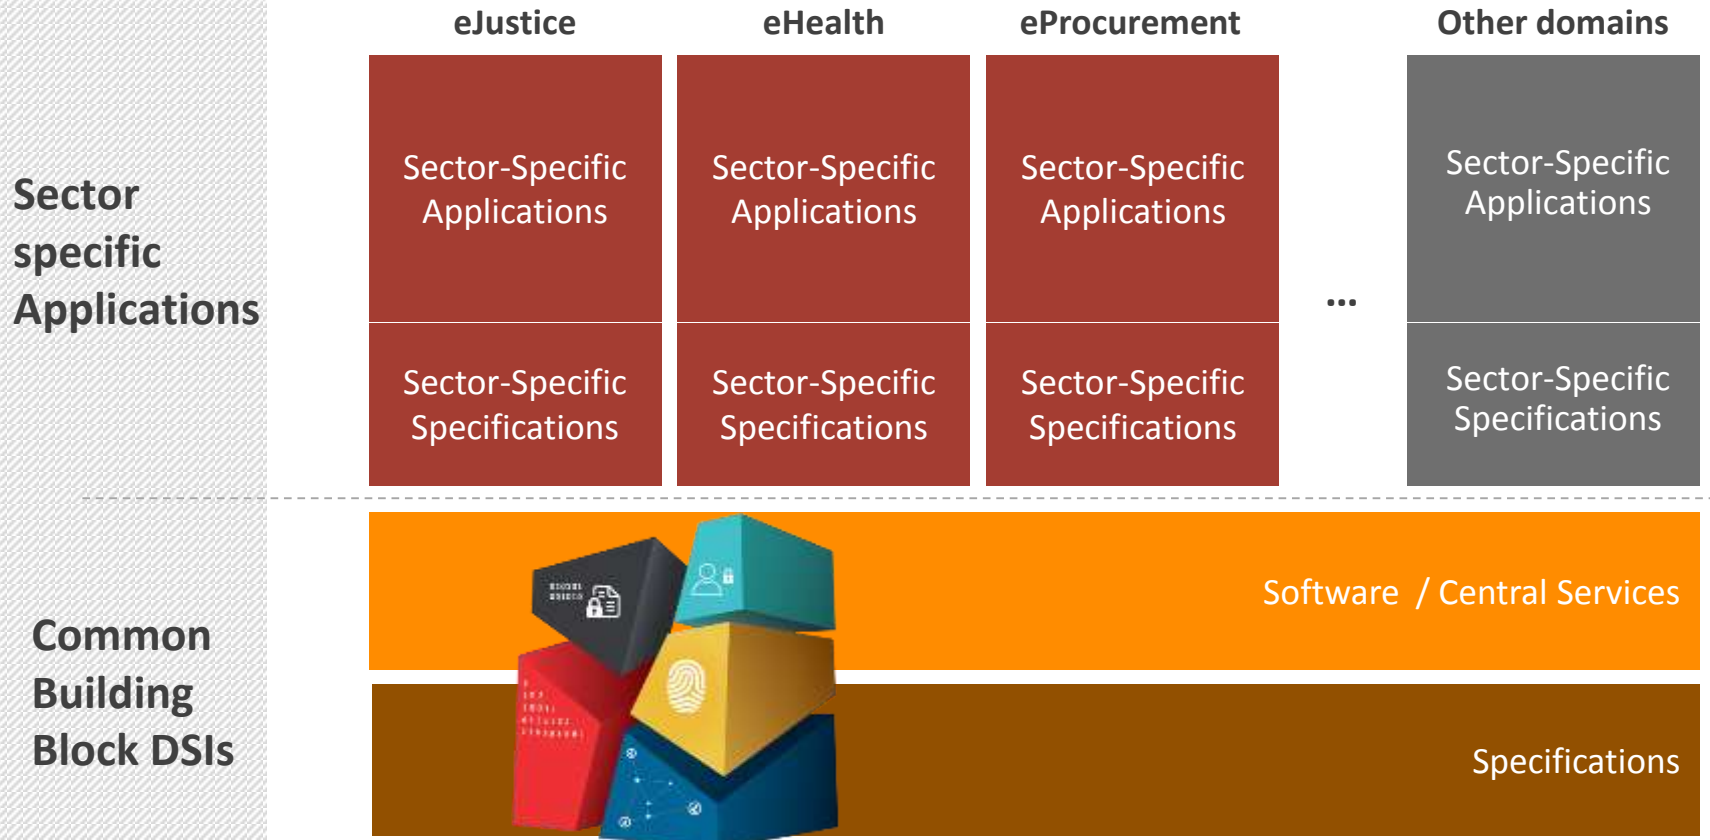 eJustice
eHealth
eProcurement
Other domains
Sector
specific
Applications
Sector-Specific
Applications
Sector-Specific
Applications
Sector-Specific
Applications
Sector-Specific
Applications
...
Sector-Specific
Specifications
Sector-Specific
Specifications
Sector-Specific
Specifications
Sector-Specific
Specifications
Common
Building
Block DSIs
Software / Central Services
Specifications